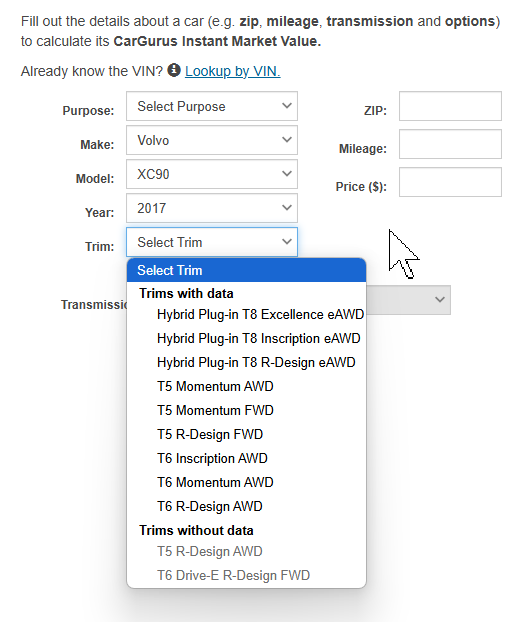 Fill out the details about a car (e.g. zip, mileage, transmission and options)
to calculate its CarGurus Instant Market Value.
Already know the VIN? Lookup by VIN.
Purpose: Select Purpose
ZIP:
Make: Volvo
Mileage:
Model: XC90
Price ($):
Year: 2017
Trim: Select Trim
Select Trim
Trims with data
Hybrid Plug-in T8 Excellence eAWD
Transmissio
Hybrid Plug-in T8 Inscription eAWD
Hybrid Plug-in T8 R-Design eAWD
T5 Momentum AWD
T5 Momentum FWD
T5 R-Design FWD
T6 Inscription AWD
T6 Momentum AWD
T6 R-Design AWD
Trims without data
T5 R-Design AWD
T6 Drive-E R-Design FWD